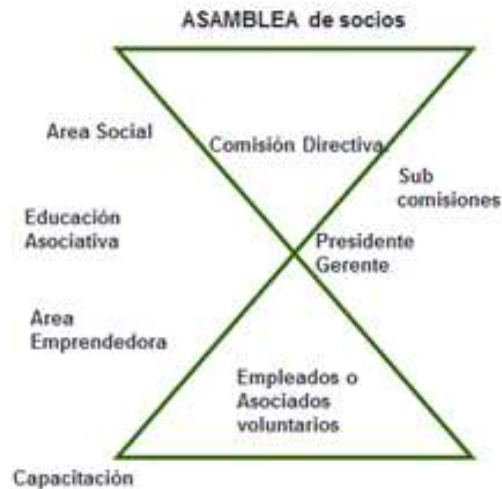 ASAMBLEA de socios
Area Social
Comisión Directiva
Sub
comisiones
Educación
Asociativa
Presidente
Gerente
Area
Emprendedora
Empleados o
Asociados
voluntarios
Capacitación